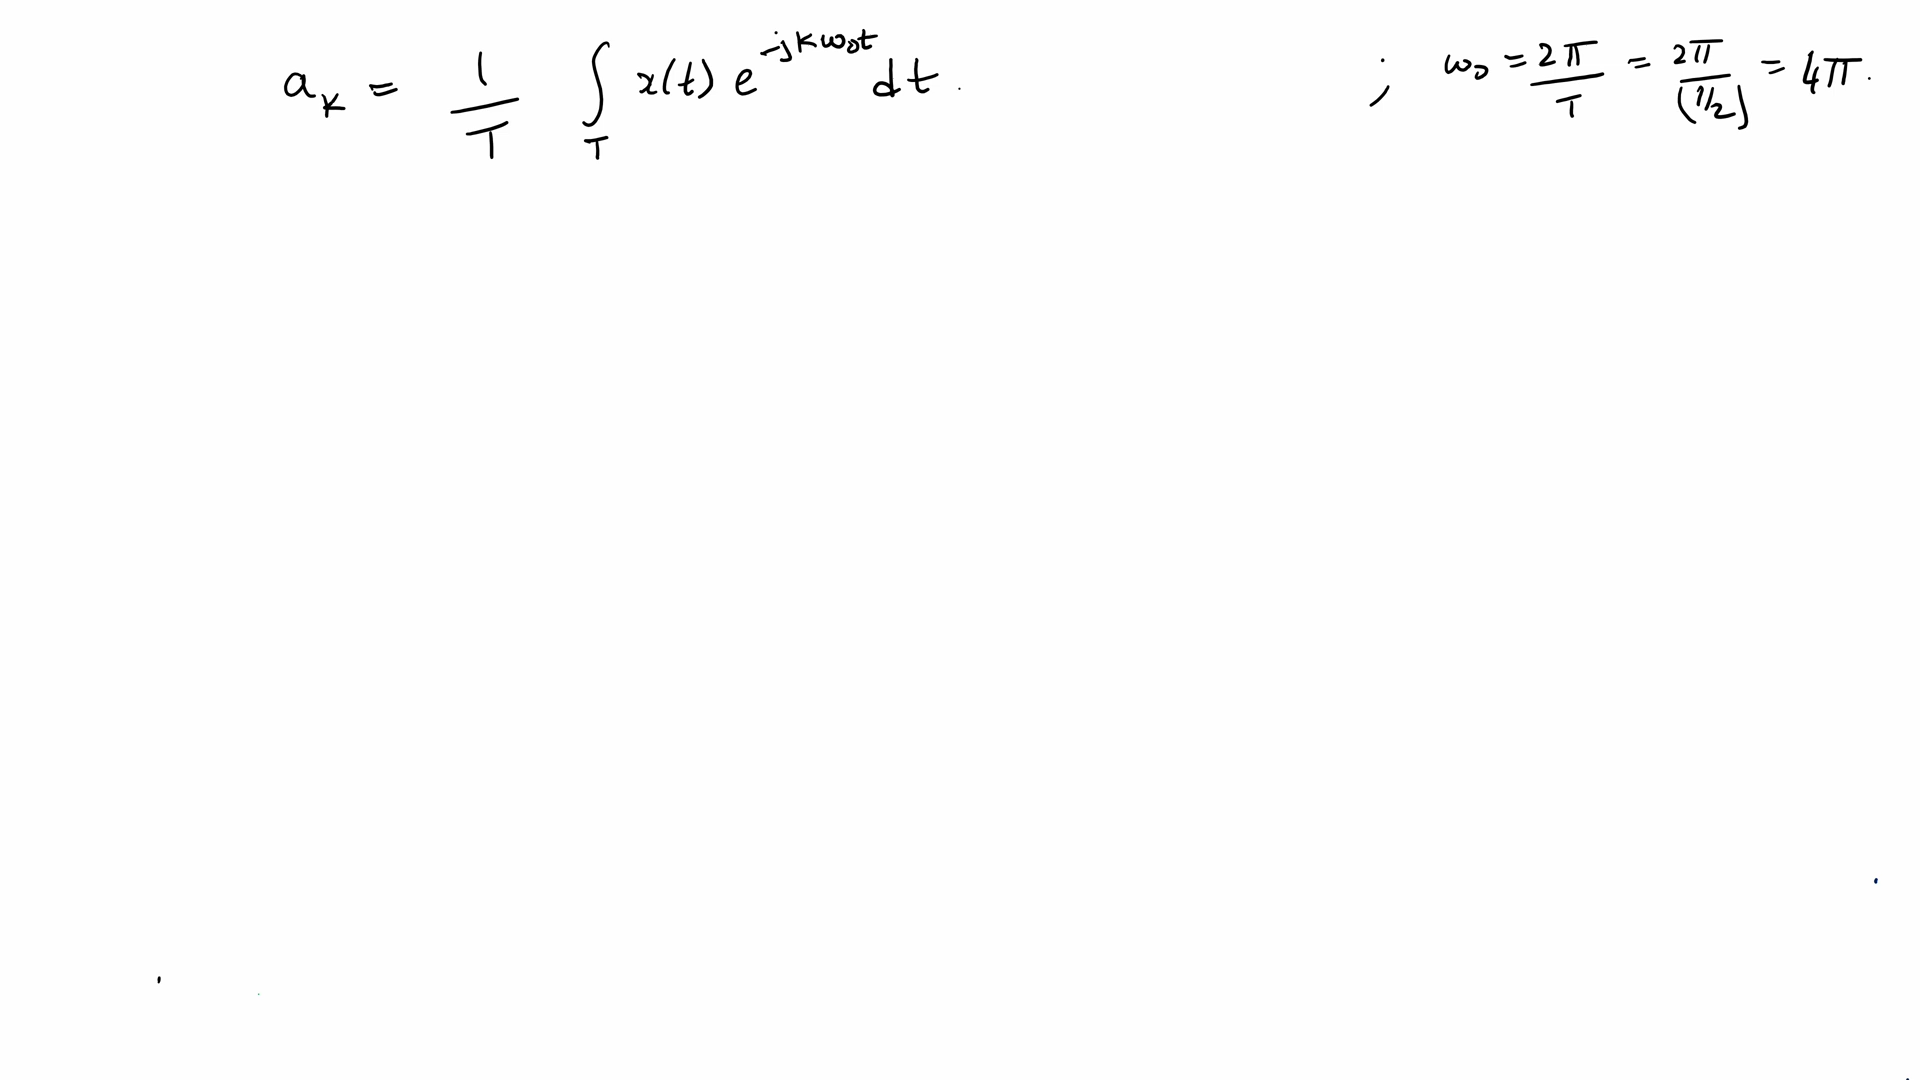 a_k = 1/T ∫_T x(t) e^{-jkω₀t} dt. ; ω₀ = 2π/T = 2π/(1/2) = 4π.